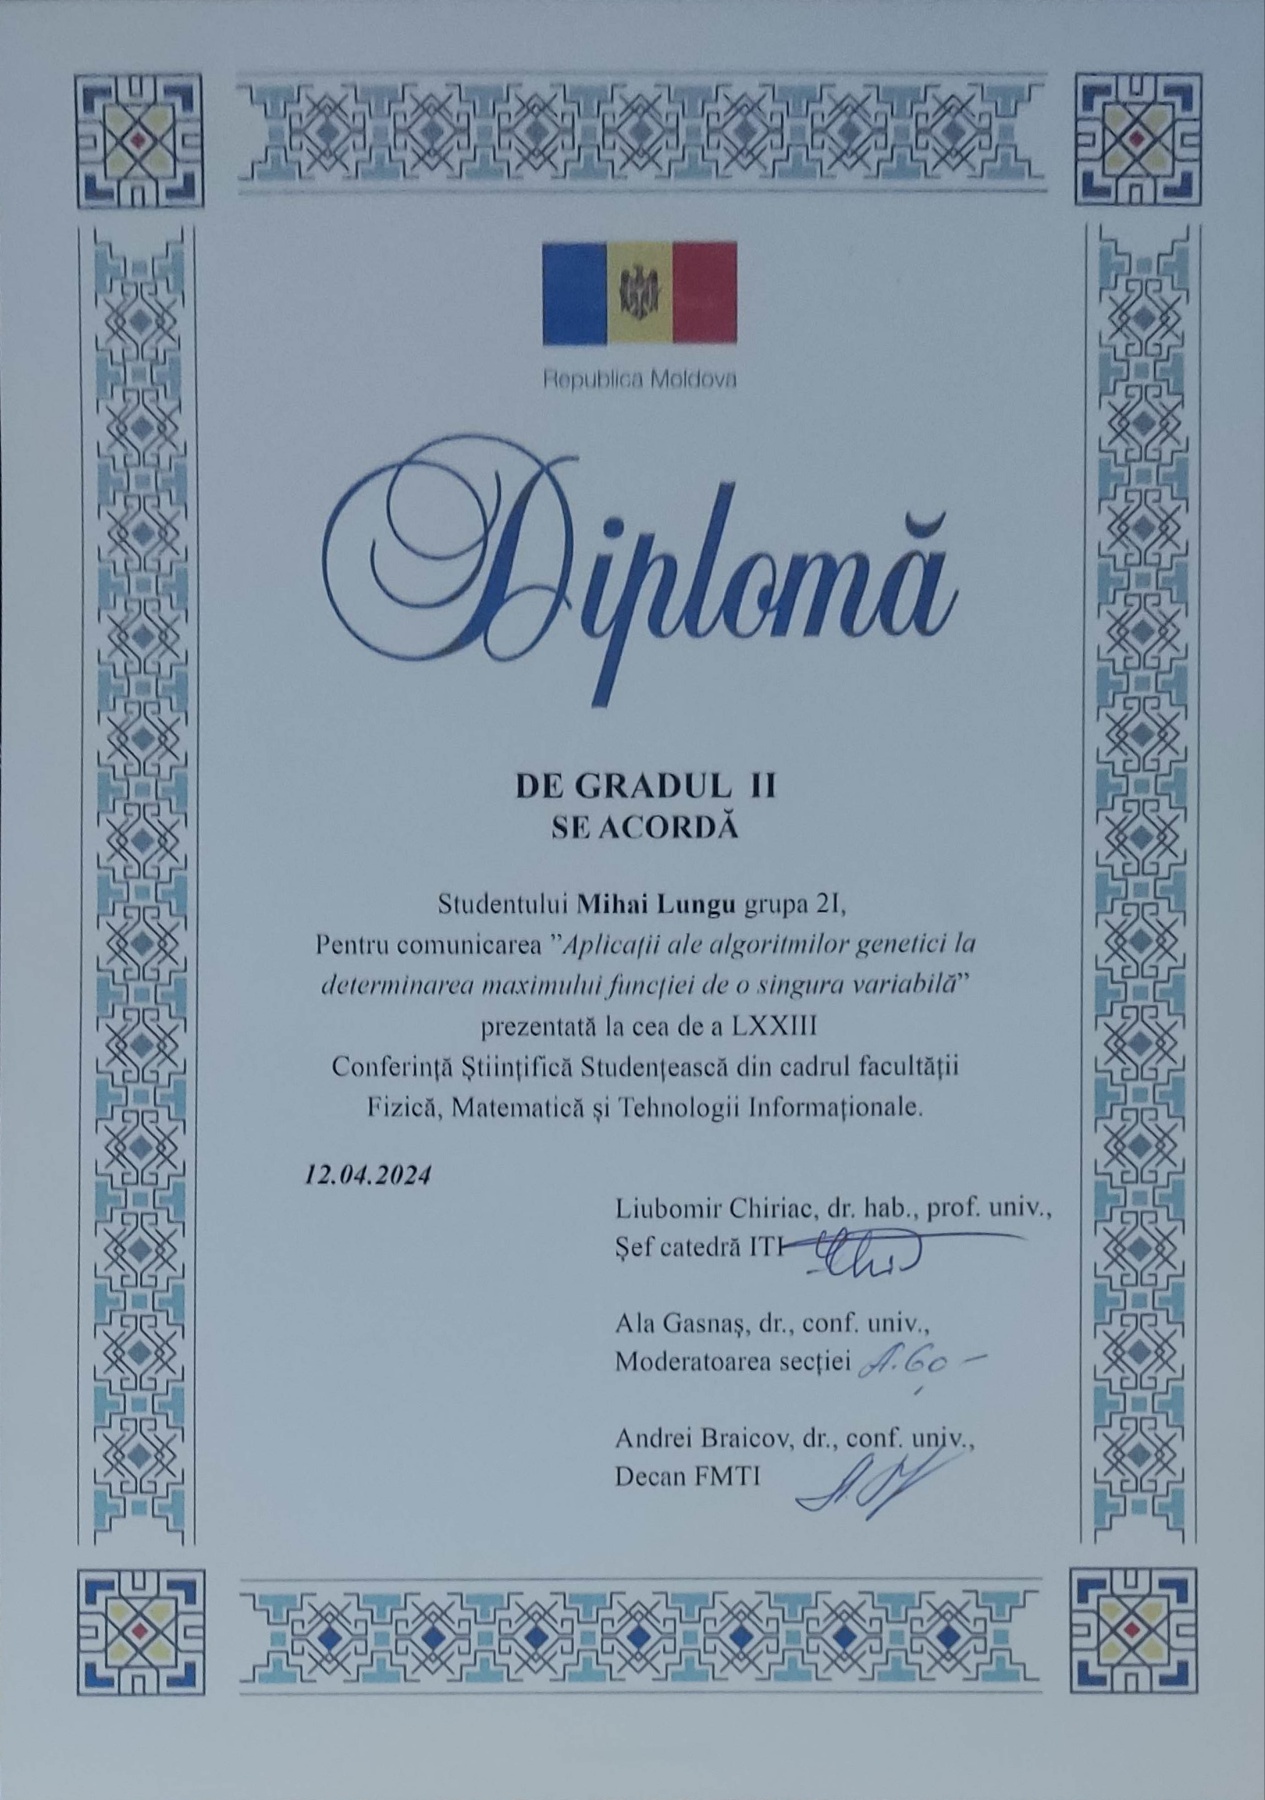 Republica Moldova
Diplomă
DE GRADUL II
SE ACORDĂ
Studentului Mihai Lungu grupa 2I,
Pentru comunicarea ”Aplicații ale algoritmilor genetici la
determinarea maximului funcției de o singura variabilă”
prezentată la cea de a LXXIII
Conferință Științifică Studențească din cadrul facultății
Fizică, Matematică și Tehnologii Informaționale.
12.04.2024
Liubomir Chiriac, dr. hab., prof. univ.,
Șef catedră ITI
Ala Gasnaș, dr., conf. univ.,
Moderatoarea secției
Andrei Braicov, dr., conf. univ.,
Decan FMTI